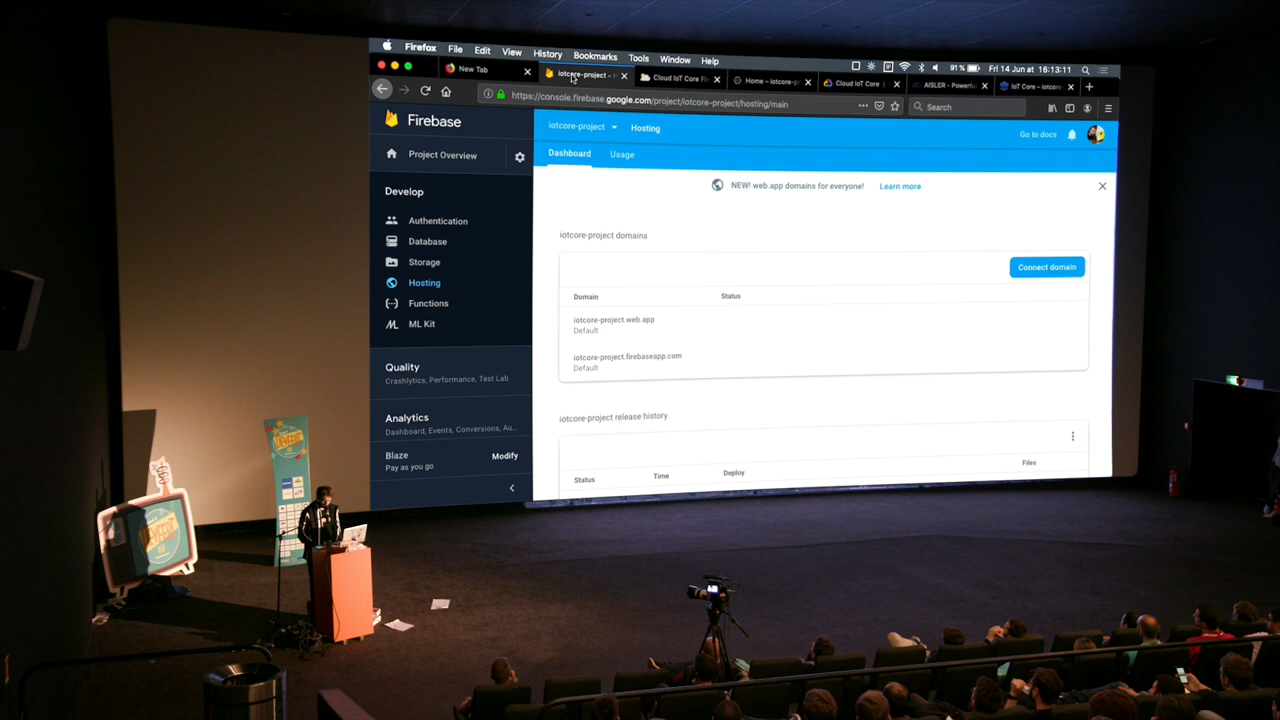 Firefox File Edit View History Bookmarks Tools Window Help 91% Fri 14 Jun at 16:13:11
New Tab iotcore-project – Cloud IoT Core Home – iotcore-p Cloud IoT Core AISLER - Powerful IoT Core – iotcore
https://console.firebase.google.com/project/iotcore-project/hosting/main Search
Firebase
iotcore-project Hosting Go to docs
Project Overview
Dashboard Usage
NEW! web.app domains for everyone! Learn more
Develop
Authentication
Database
Storage
Hosting
Functions
ML Kit
Quality
Crashlytics, Performance, Test Lab
Analytics
Dashboard, Events, Conversions, Au...
Blaze
Pay as you go
Modify
iotcore-project domains
Connect domain
Domain Status
iotcore-project.web.app
Default
iotcore-project.firebaseapp.com
Default
iotcore-project release history
Status Time Deploy Files